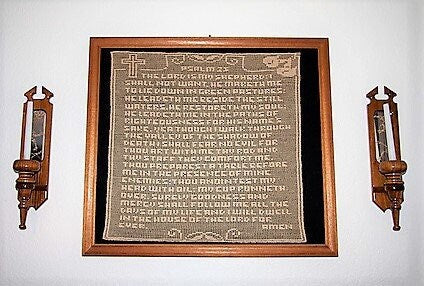 PSALM 23
THE LORD IS MY SHEPHERD; I
SHALL NOT WANT. HE MAKETH ME
TO LIE DOWN IN GREEN PASTURES:
HE LEADETH ME BESIDE THE STILL
WATERS. HE RESTORETH MY SOUL:
HE LEADETH ME IN THE PATHS OF
RIGHTEOUSNESS FOR HIS NAME'S
SAKE. YEA THOUGH I WALK THROUGH
THE VALLEY OF THE SHADOW OF
DEATH I SHALL FEAR NO EVIL FOR
THOU ART WITH ME THY ROD AND
THY STAFF THEY COMFORT ME.
THOU PREPAREST A TABLE BEFORE
ME IN THE PRESENCE OF MINE
ENEMIES: THOU ANOINTEST MY
HEAD WITH OIL: MY CUP RUNNETH
OVER. SURELY GOODNESS AND
MERCY SHALL FOLLOW ME ALL THE
DAYS OF MY LIFE AND I WILL DWELL
IN THE HOUSE OF THE LORD FOR
EVER. AMEN